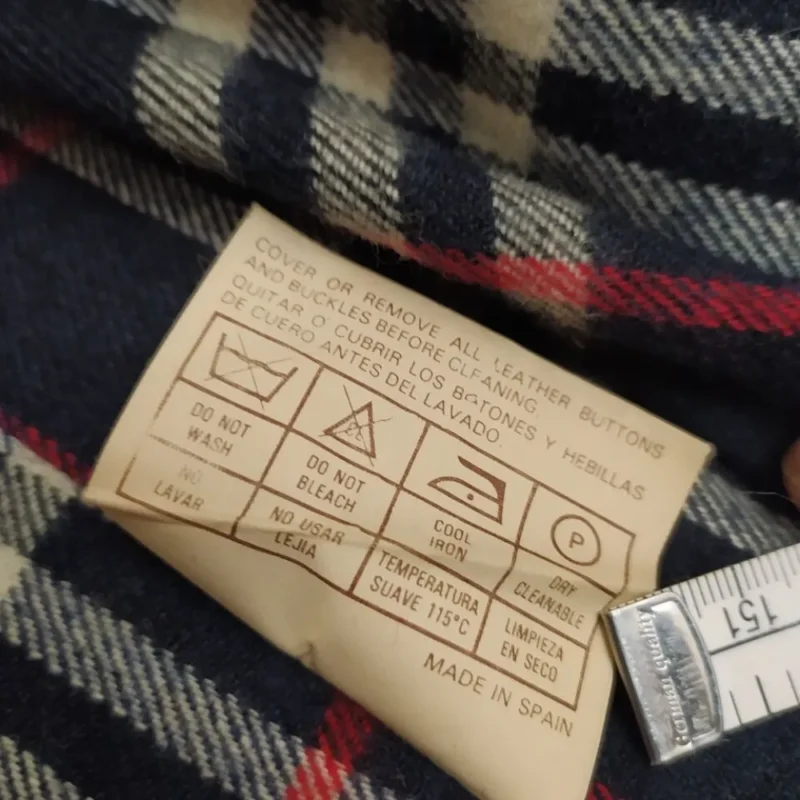 COVER OR REMOVE ALL LEATHER BUTTONS
AND BUCKLES BEFORE CLEANING.
QUITAR O' CUBRIR LOS BOTONES Y HEBILLAS
DE CUERO ANTES DEL LAVADO.
DO NOT
WASH
NO
LAVAR
CL
DO NOT
BLEACH
NO USAR
LEJIA
COOL
IRON
TEMPERATURA
SUAVE 115°C
P
DRY
CLEANABLE
LIMPIEZA
EN SECO
MADE IN SPAIN
151